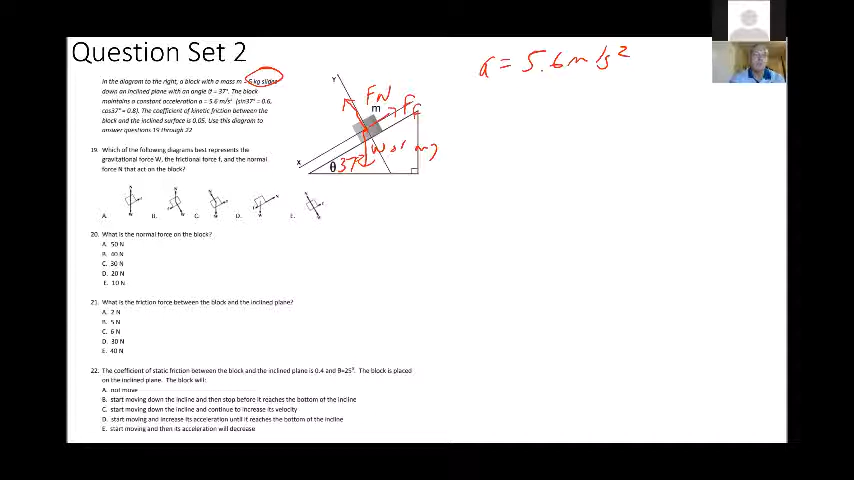 Question Set 2
a = 5.6 m/s²
In the diagram to the right, a block with a mass m = 5 kg slides
down an inclined plane with an angle θ = 37°. The block
maintains a constant acceleration a = 5.6 m/s² (sin37° = 0.6,
cos37° = 0.8). The coefficient of kinetic friction between the
block and the inclined surface is 0.05. Use this diagram to
answer questions 19 through 22
Y
FN
m
Ff
X
θ
37°
W or mg
19. Which of the following diagrams best represents the
gravitational force W, the frictional force f, and the normal
force N that act on the block?
A. B. C. D. E.
20. What is the normal force on the block?
A. 50 N
B. 40 N
C. 30 N
D. 20 N
E. 10 N
21. What is the friction force between the block and the inclined plane?
A. 2 N
B. 5 N
C. 6 N
D. 30 N
E. 40 N
22. The coefficient of static friction between the block and the inclined plane is 0.4 and θ=25⁰. The block is placed
on the inclined plane. The block will:
A. not move
B. start moving down the incline and then stop before it reaches the bottom of the incline
C. start moving down the incline and continue to increase its velocity
D. start moving and increase its acceleration until it reaches the bottom of the incline
E. start moving and then its acceleration will decrease